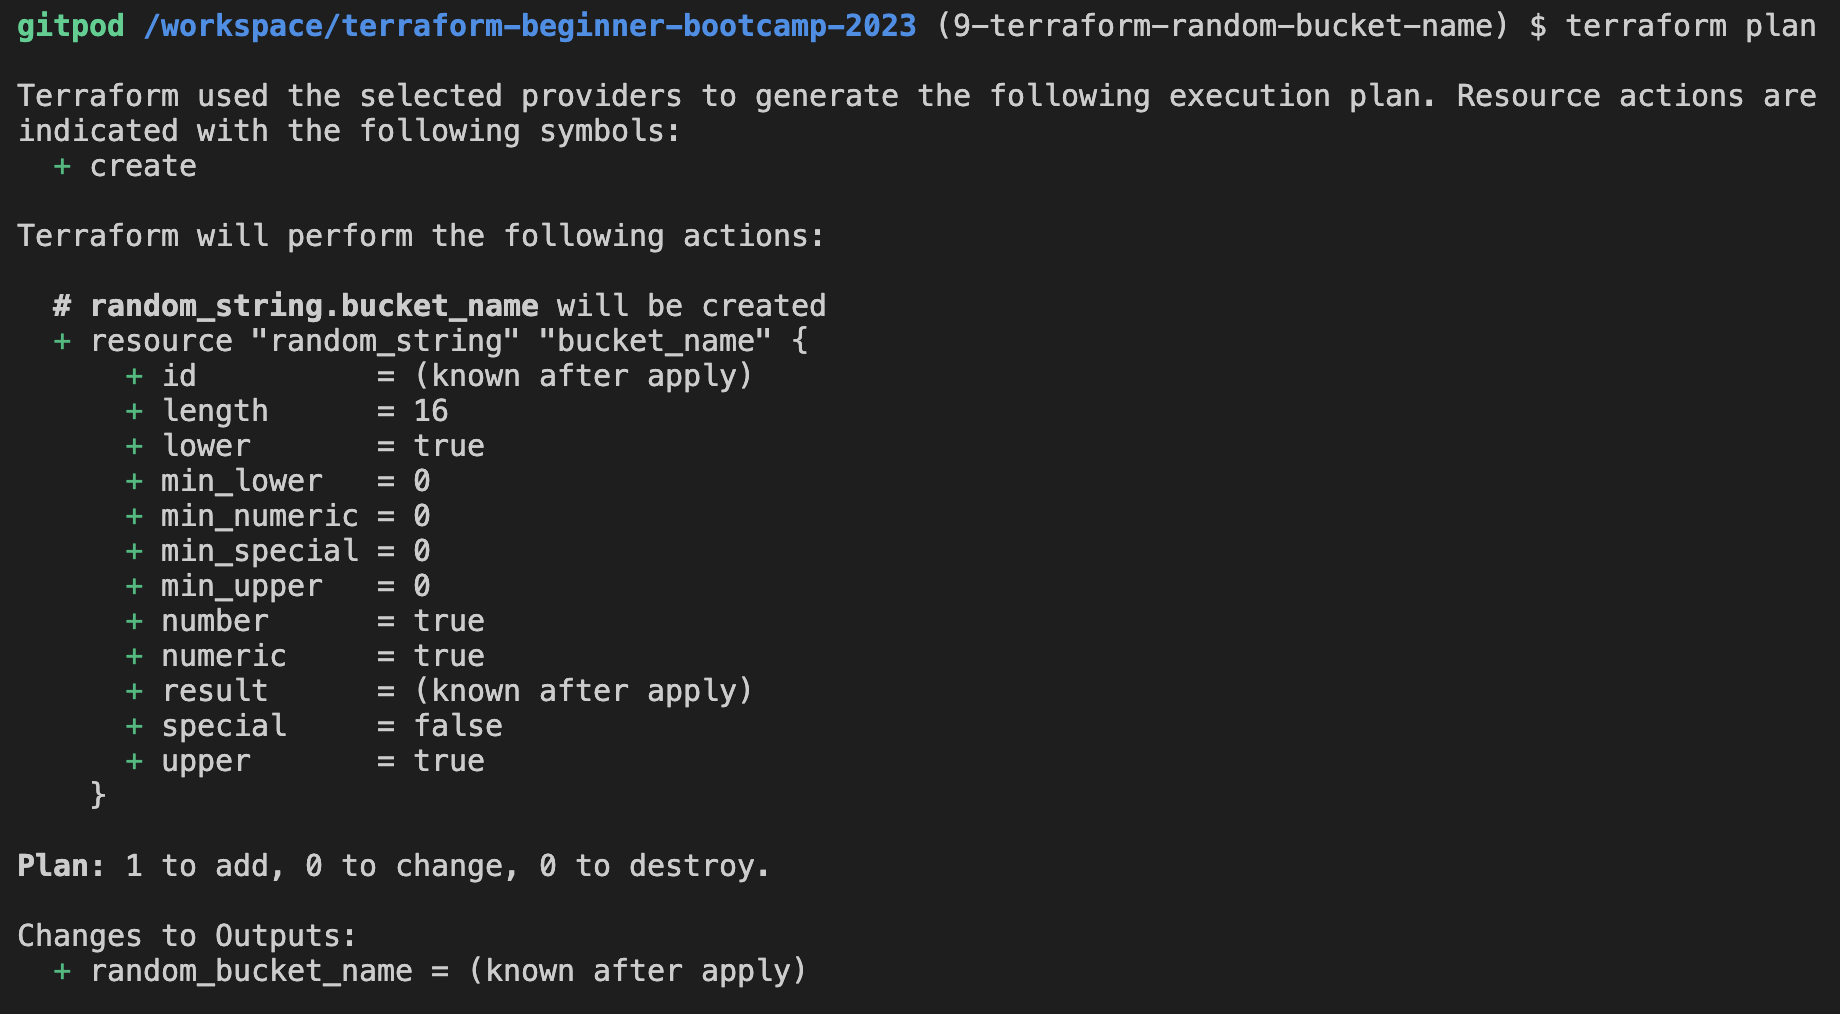 gitpod /workspace/terraform-beginner-bootcamp-2023 (9-terraform-random-bucket-name) $ terraform plan

Terraform used the selected providers to generate the following execution plan. Resource actions are
indicated with the following symbols:
  + create

Terraform will perform the following actions:

  # random_string.bucket_name will be created
  + resource "random_string" "bucket_name" {
      + id          = (known after apply)
      + length      = 16
      + lower       = true
      + min_lower   = 0
      + min_numeric = 0
      + min_special = 0
      + min_upper   = 0
      + number      = true
      + numeric     = true
      + result      = (known after apply)
      + special     = false
      + upper       = true
    }

Plan: 1 to add, 0 to change, 0 to destroy.

Changes to Outputs:
  + random_bucket_name = (known after apply)